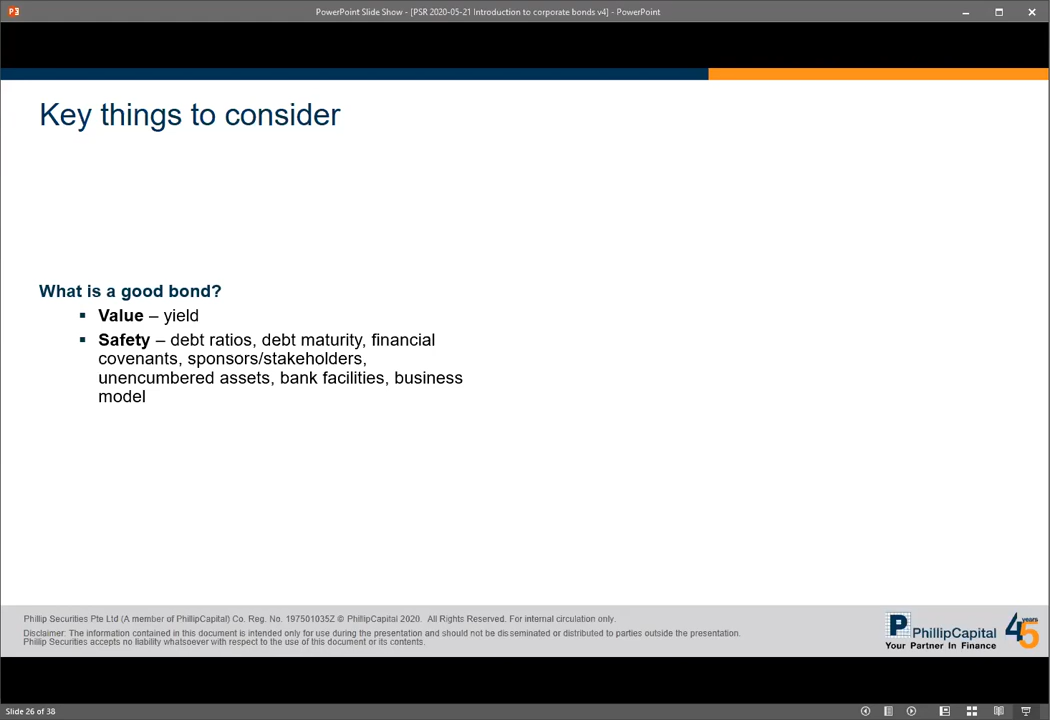 PowerPoint Slide Show - [PSR 2020-05-21 Introduction to corporate bonds v4] - PowerPoint
Key things to consider
What is a good bond?
▪ Value – yield
▪ Safety – debt ratios, debt maturity, financial
covenants, sponsors/stakeholders,
unencumbered assets, bank facilities, business
model
Phillip Securities Pte Ltd (A member of PhillipCapital) Co. Reg. No. 197501035Z © PhillipCapital 2020. All Rights Reserved. For internal circulation only.
Disclaimer: The information contained in this document is intended only for use during the presentation and should not be disseminated or distributed to parties outside the presentation.
Phillip Securities accepts no liability whatsoever with respect to the use of this document or its contents.
P PhillipCapital
Your Partner In Finance
45 years
Slide 26 of 38